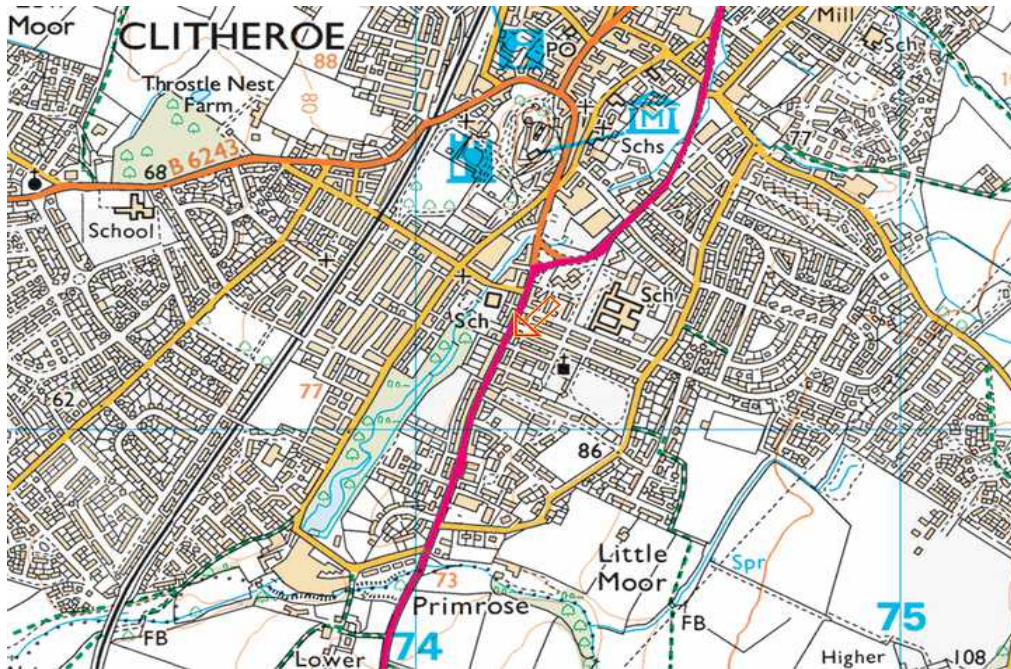 Moor
CLITHEROE
88
80
PO
Mill
Sch
Throstle Nest
Farm
M
Schs
77
68
B 6243
School
Sch
Sch
62
77
86
Little
Moor
Spr
73
Primrose
75
FB
74
FB
Lower
Higher
108